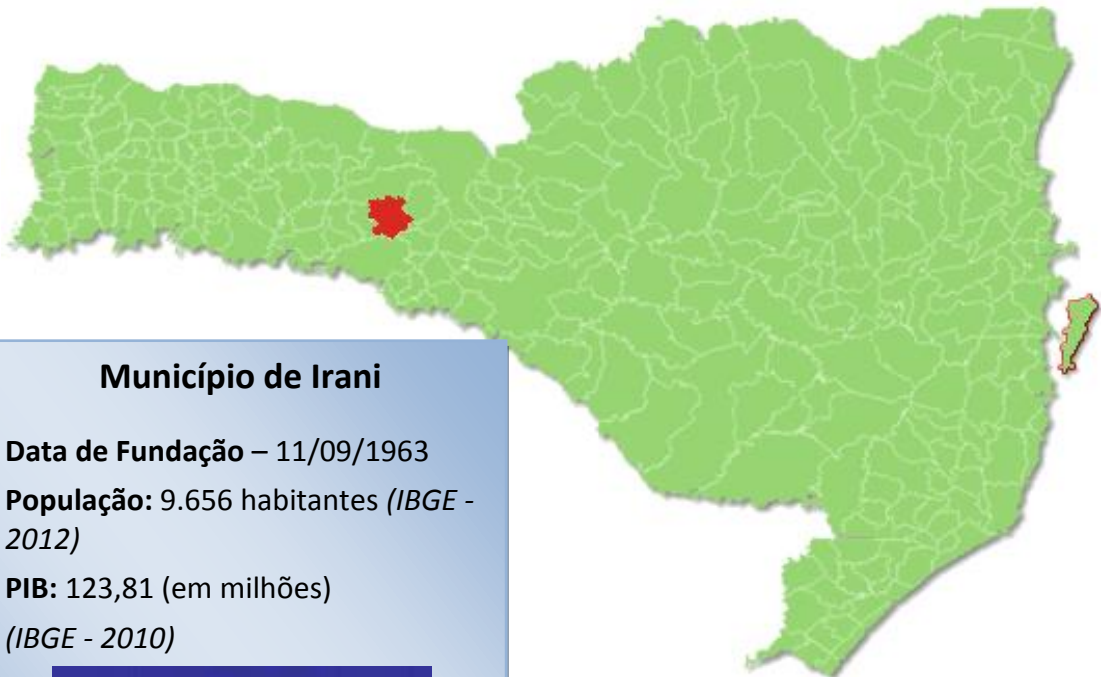 Município de Irani
Data de Fundação – 11/09/1963
População: 9.656 habitantes (IBGE -
2012)
PIB: 123,81 (em milhões)
(IBGE - 2010)